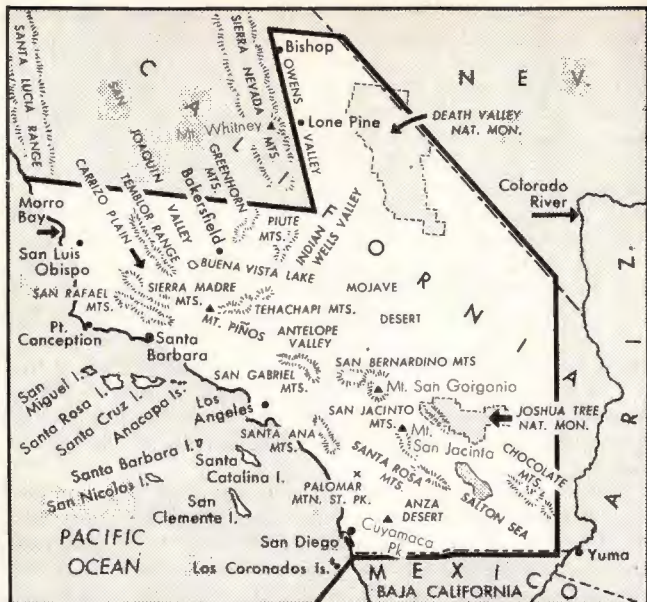 SANTA LUCIA RANGE
C A L I F O R N I A
SAN
JOAQUIN
VALLEY
SIERRA NEVADA
MTS.
Bishop
OWENS
VALLEY
N E V.
Mt. Whitney
Lone Pine
DEATH VALLEY
NAT. MON.
GREENHORN
MTS.
Bakersfield
TEMBLOR RANGE
CARRIZO PLAIN
Colorado
River
Morro
Bay
PIUTE
MTS.
INDIAN
WELLS VALLEY
San Luis
Obispo
BUENA VISTA LAKE
SAN RAFAEL
MTS.
SIERRA MADRE
MTS.
MT. PIÑOS
TEHACHAPI MTS.
MOJAVE
DESERT
Pt.
Conception
Santa
Barbara
ANTELOPE
VALLEY
A R I Z.
San
Miguel I.
Santa Rosa I.
Santa Cruz I.
Anacapa Is.
SAN GABRIEL
MTS.
SAN BERNARDINO MTS
Mt. San Gorgonio
Los
Angeles
SAN JACINTO
MTS.
Mt.
San Jacinta
JOSHUA TREE
NAT. MON.
SANTA ANA
MTS.
Santa Barbara I.
San Nicolas I.
Santa
Catalina I.
San
Clemente I.
SANTA ROSA
MTS.
SALTON SEA
CHOCOLATE
MTS.
PALOMAR
MTN. ST. PK.
ANZA
DESERT
Cuyamaca
Pk
PACIFIC
OCEAN
San Diego
Los Coronados Is.
Yuma
M E X I C O
BAJA CALIFORNIA